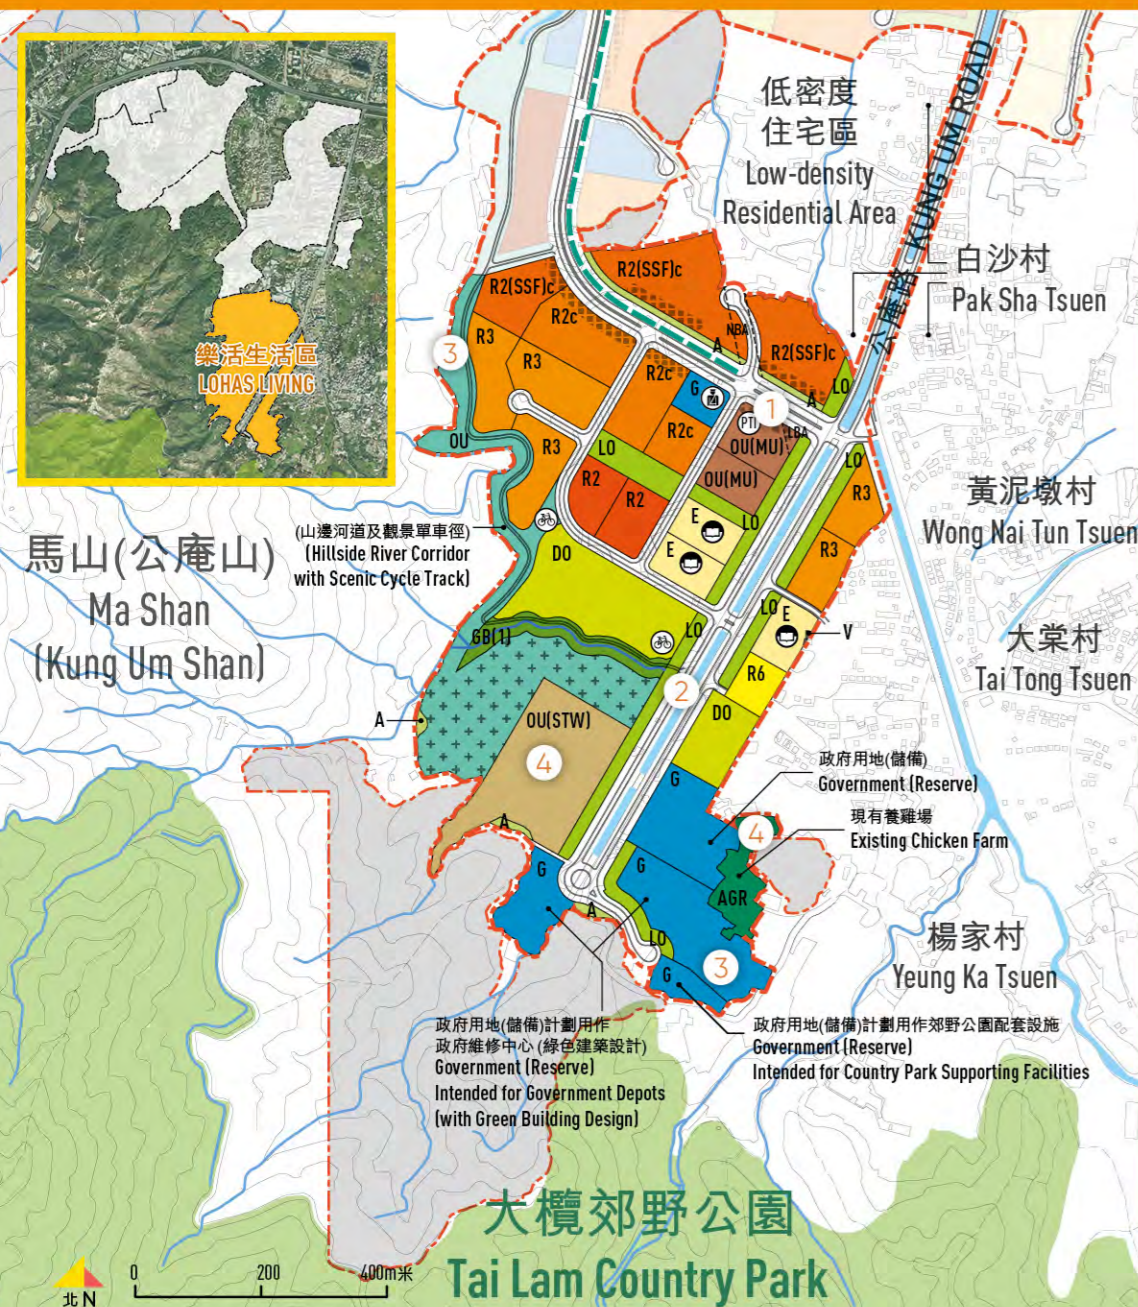 低密度
住宅區
Low-density
Residential Area
公庵路 KUNG UM ROAD
白沙村
Pak Sha Tsuen
樂活生活區
LOHAS LIVING
R2(SSF)c
R2(SSF)c
R2c
NBA
A
R2(SSF)c
R3
3
R3
R2c
G
A
LO
1
PTI
LBA
R2c
OU(MU)
OU
R3
LO
OU(MU)
LO
R3
R2
R2
黃泥墩村
Wong Nai Tun Tsuen
E
LO
R3
E
(山邊河道及觀景單車徑)
(Hillside River Corridor
with Scenic Cycle Track)
DO
馬山(公庵山)
Ma Shan
(Kung Um Shan)
LO
E
V
GB(1)
LO
大棠村
Tai Tong Tsuen
R6
2
A
OU(STW)
DO
4
政府用地(儲備)
Government (Reserve)
G
現有養雞場
Existing Chicken Farm
A
4
G
G
AGR
A
LO
楊家村
Yeung Ka Tsuen
3
G
政府用地(儲備)計劃用作
政府維修中心(綠色建築設計)
Government (Reserve)
Intended for Government Depots
(with Green Building Design)
政府用地(儲備)計劃用作郊野公園配套設施
Government (Reserve)
Intended for Country Park Supporting Facilities
大欖郊野公園
Tai Lam Country Park
0 200 400m米
北 N